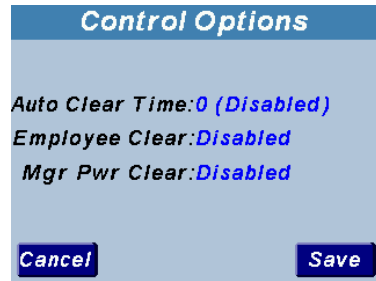 Control Options
Auto Clear Time:0 (Disabled)
Employee Clear:Disabled
Mgr Pwr Clear:Disabled
Cancel Save